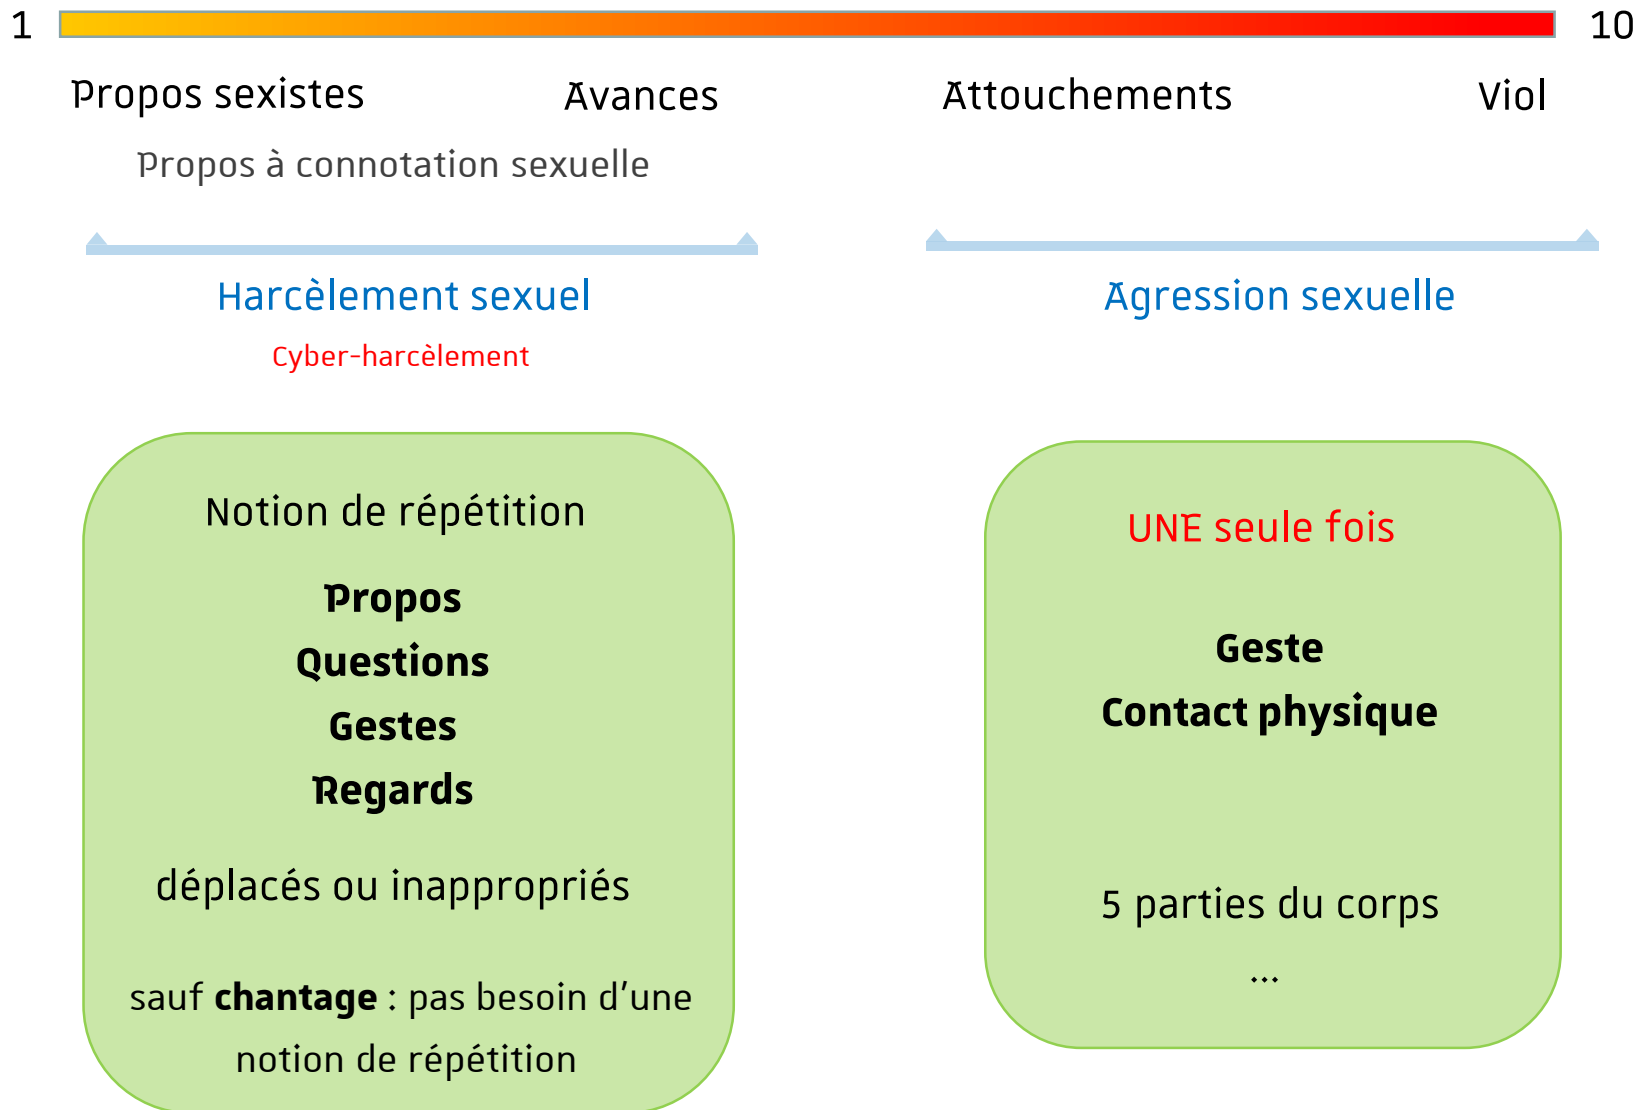 1
10
Propos sexistes
Avances
Attouchements
Viol
Propos à connotation sexuelle
Harcèlement sexuel
Agression sexuelle
Cyber-harcèlement
Notion de répétition
Propos
Questions
Gestes
Regards
déplacés ou inappropriés
sauf chantage : pas besoin d'une
notion de répétition
UNE seule fois
Geste
Contact physique
5 parties du corps
...